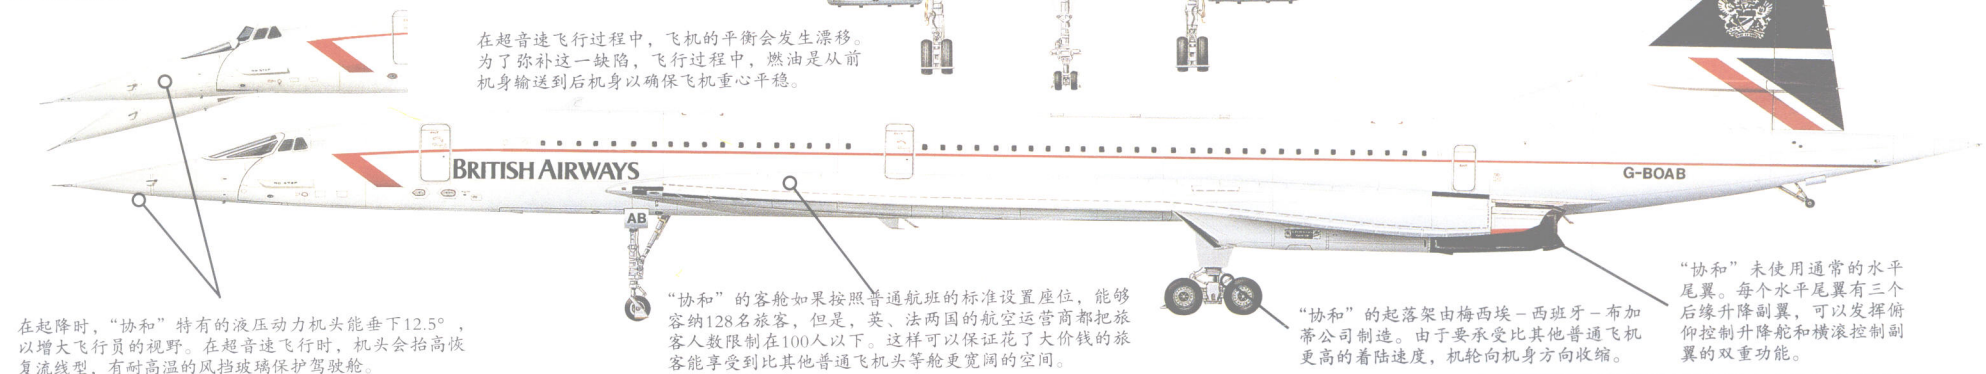 在超音速飞行过程中，飞机的平衡会发生漂移。
为了弥补这一缺陷，飞行过程中，燃油是从前
机身输送到后机身以确保飞机重心平稳。
BRITISH AIRWAYS
G-BOAB
AB
在起降时，“协和”特有的液压动力机头能垂下12.5°，
以增大飞行员的视野。在超音速飞行时，机头会抬高恢
复流线型，有耐高温的风挡玻璃保护驾驶舱。
“协和”的客舱如果按照普通航班的标准设置座位，能够
容纳128名旅客，但是，英、法两国的航空运营商都把旅
客人数限制在100人以下。这样可以保证花了大价钱的旅
客能享受到比其他普通飞机头等舱更宽阔的空间。
“协和”的起落架由梅西埃－西班牙－布加
蒂公司制造。由于要承受比其他普通飞机
更高的着陆速度，机轮向机身方向收缩。
“协和”未使用通常的水平
尾翼。每个水平尾翼有三个
后缘升降副翼，可以发挥俯
仰控制升降舵和横滚控制副
翼的双重功能。